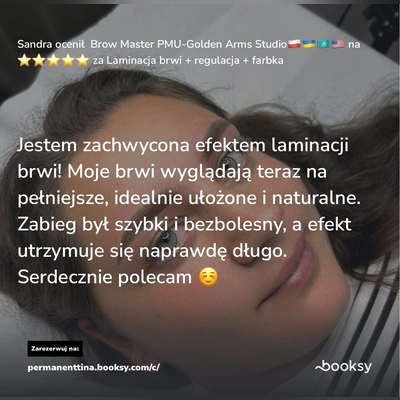 Sandra ocenił Brow Master PMU-Golden Arms Studio🇵🇱🇺🇦🇰🇿🇺🇸 na
⭐⭐⭐⭐⭐ za Laminacja brwi + regulacja + farbka
Jestem zachwycona efektem laminacji
brwi! Moje brwi wyglądają teraz na
pełniejsze, idealnie ułożone i naturalne.
Zabieg był szybki i bezbolesny, a efekt
utrzymuje się naprawdę długo.
Serdecznie polecam ☺️
Zarezerwuj na:
permanenttina.booksy.com/c/
booksy